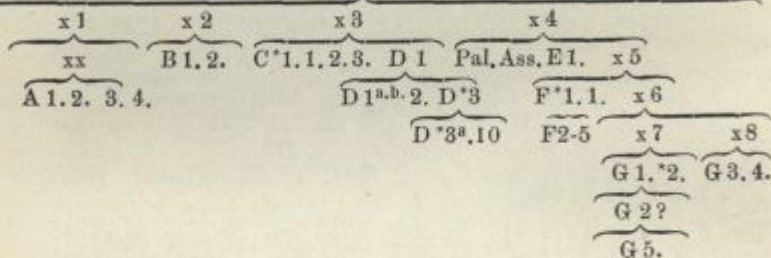 x 1 x 2 x 3 x 4
xx B 1. 2. C*1. 1. 2. 3. D 1 Pal. Ass. E 1. x 5
A 1. 2. 3. 4. D 1a.b. 2. D*3 F*1. 1. x 6
D*3a. 10 F2-5 x 7 x 8
G 1. *2. G 3. 4.
G 2?
G 5.